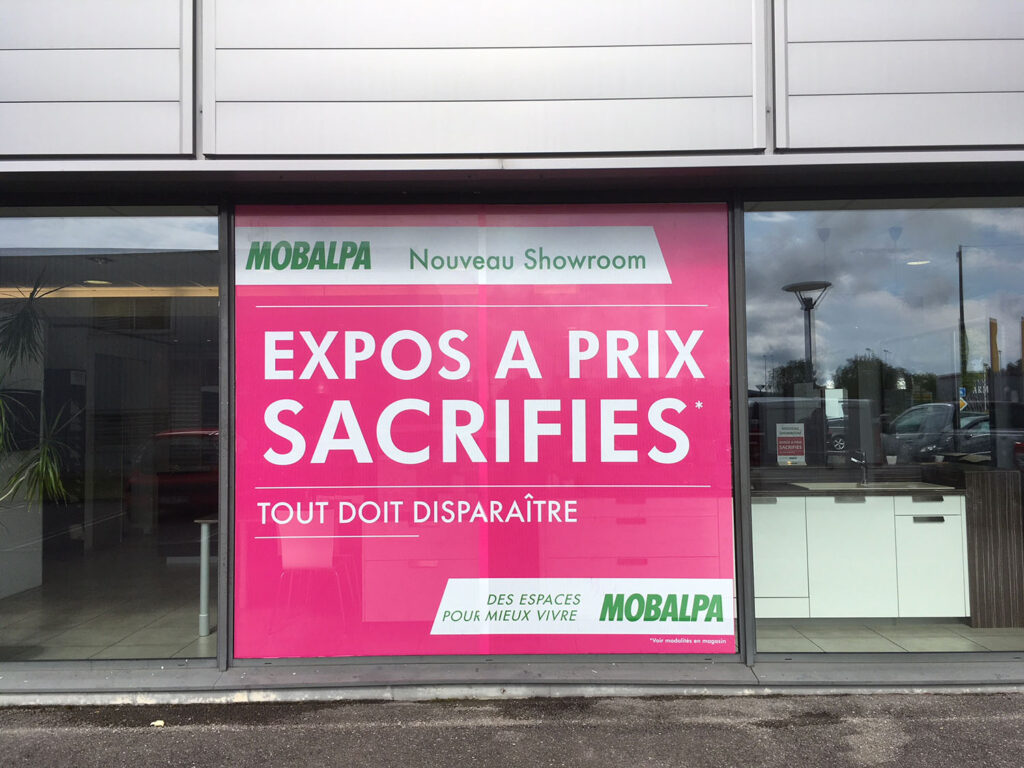 MOBALPA Nouveau Showroom
EXPOS A PRIX
SACRIFIES*
TOUT DOIT DISPARAÎTRE
DES ESPACES
POUR MIEUX VIVRE
MOBALPA
*Voir modalités en magasin